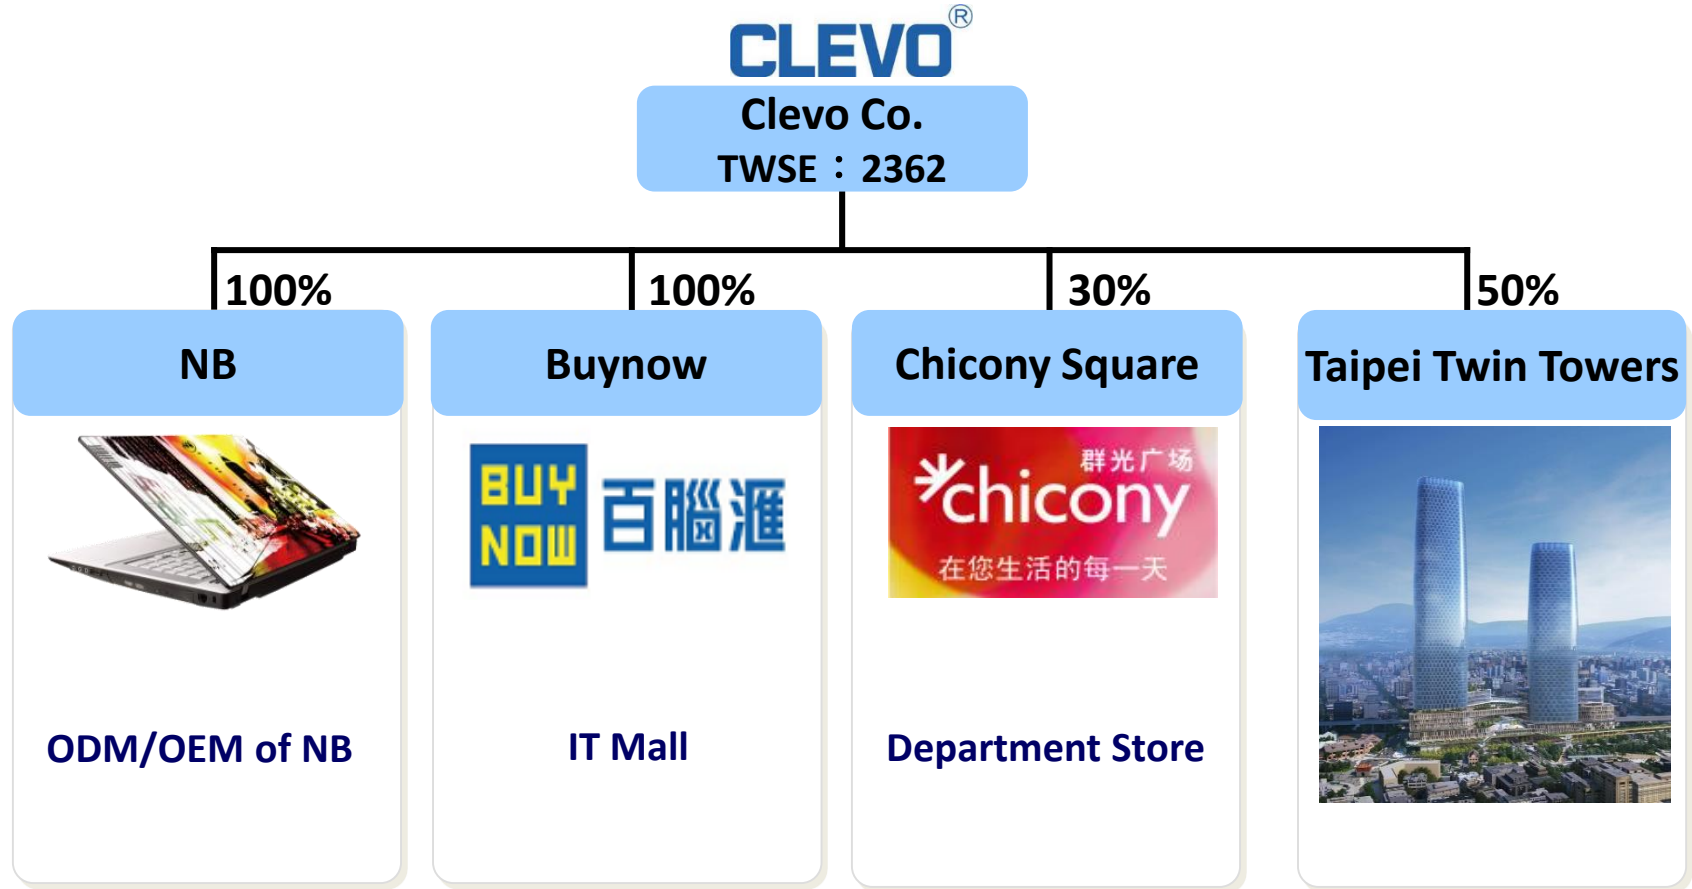 CLEVO®
Clevo Co.
TWSE：2362
100%
100%
30%
50%
NB
Buynow
Chicony Square
Taipei Twin Towers
BUY
NOW
百腦滙
群光广场
chicony
在您生活的每一天
ODM/OEM of NB
IT Mall
Department Store